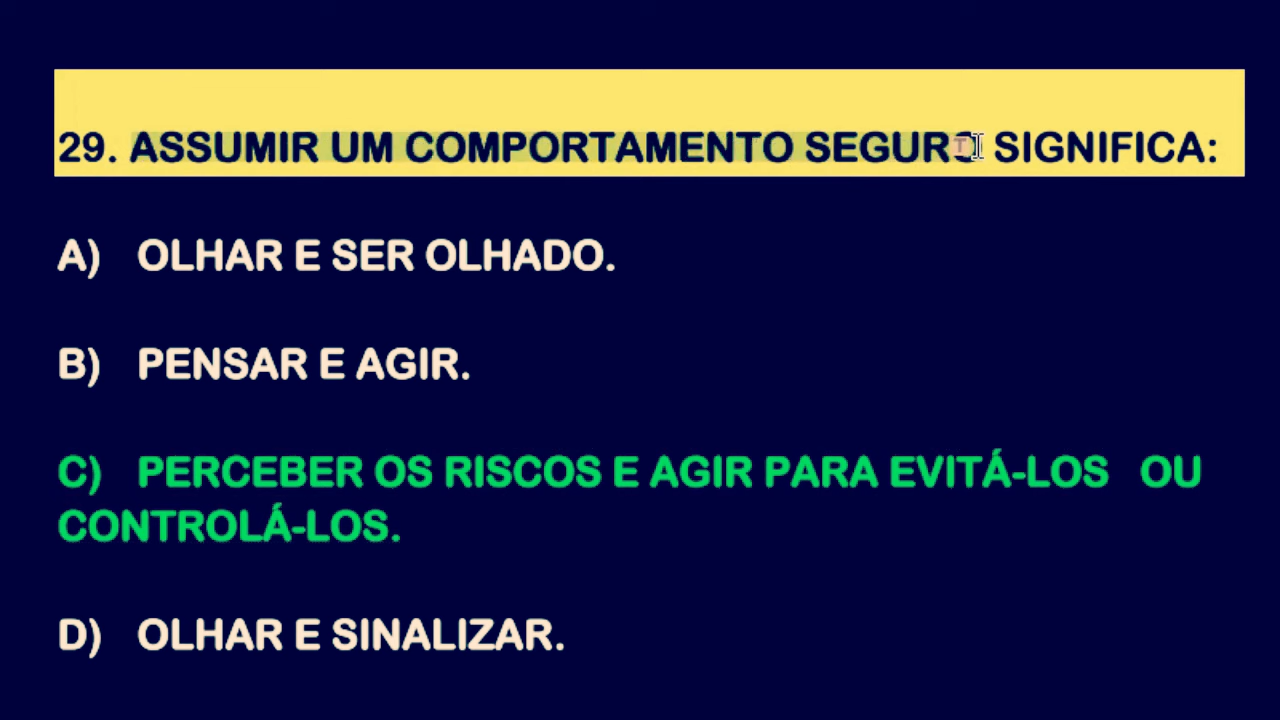 29. ASSUMIR UM COMPORTAMENTO SEGURO SIGNIFICA:
A) OLHAR E SER OLHADO.
B) PENSAR E AGIR.
C) PERCEBER OS RISCOS E AGIR PARA EVITÁ-LOS OU
CONTROLÁ-LOS.
D) OLHAR E SINALIZAR.